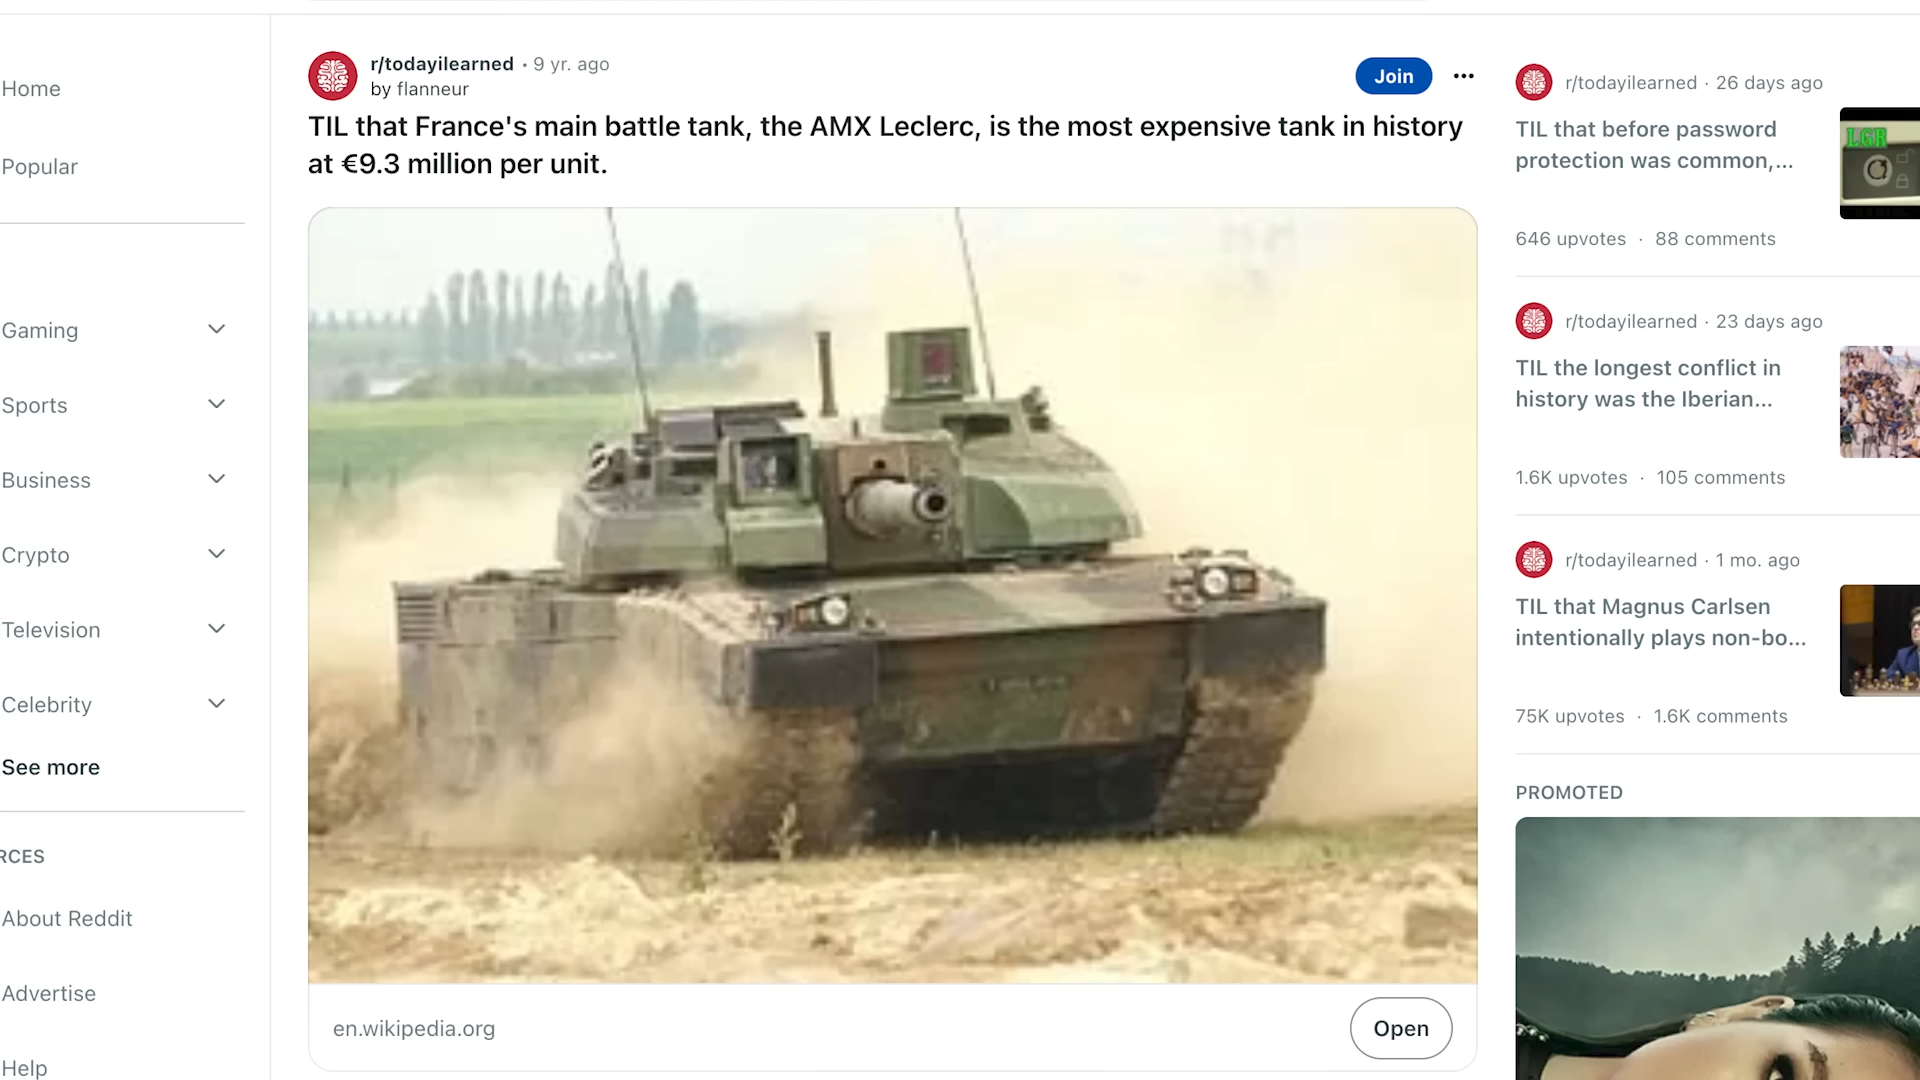 Home
Popular
Gaming
Sports
Business
Crypto
Television
Celebrity
See more
RCES
About Reddit
Advertise
Help
r/todayilearned · 9 yr. ago
by flanneur
Join
TIL that France's main battle tank, the AMX Leclerc, is the most expensive tank in history
at €9.3 million per unit.
en.wikipedia.org
Open
r/todayilearned · 26 days ago
TIL that before password
protection was common,...
LGR
646 upvotes · 88 comments
r/todayilearned · 23 days ago
TIL the longest conflict in
history was the Iberian...
1.6K upvotes · 105 comments
r/todayilearned · 1 mo. ago
TIL that Magnus Carlsen
intentionally plays non-bo...
75K upvotes · 1.6K comments
PROMOTED